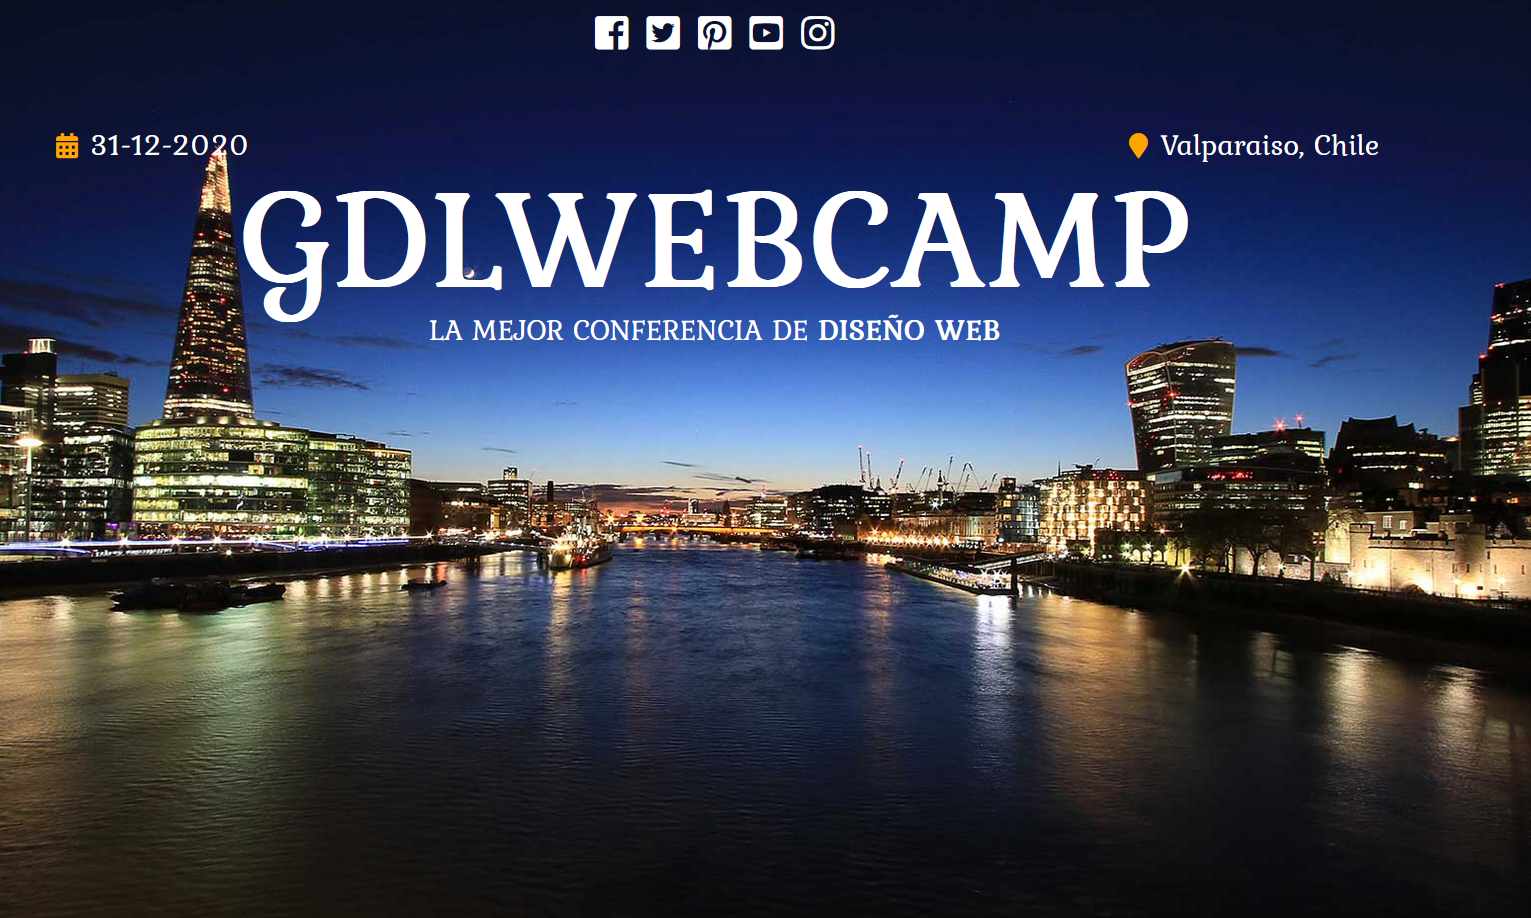 31-12-2020
Valparaiso, Chile
GDLWEBCAMP
LA MEJOR CONFERENCIA DE DISEÑO WEB